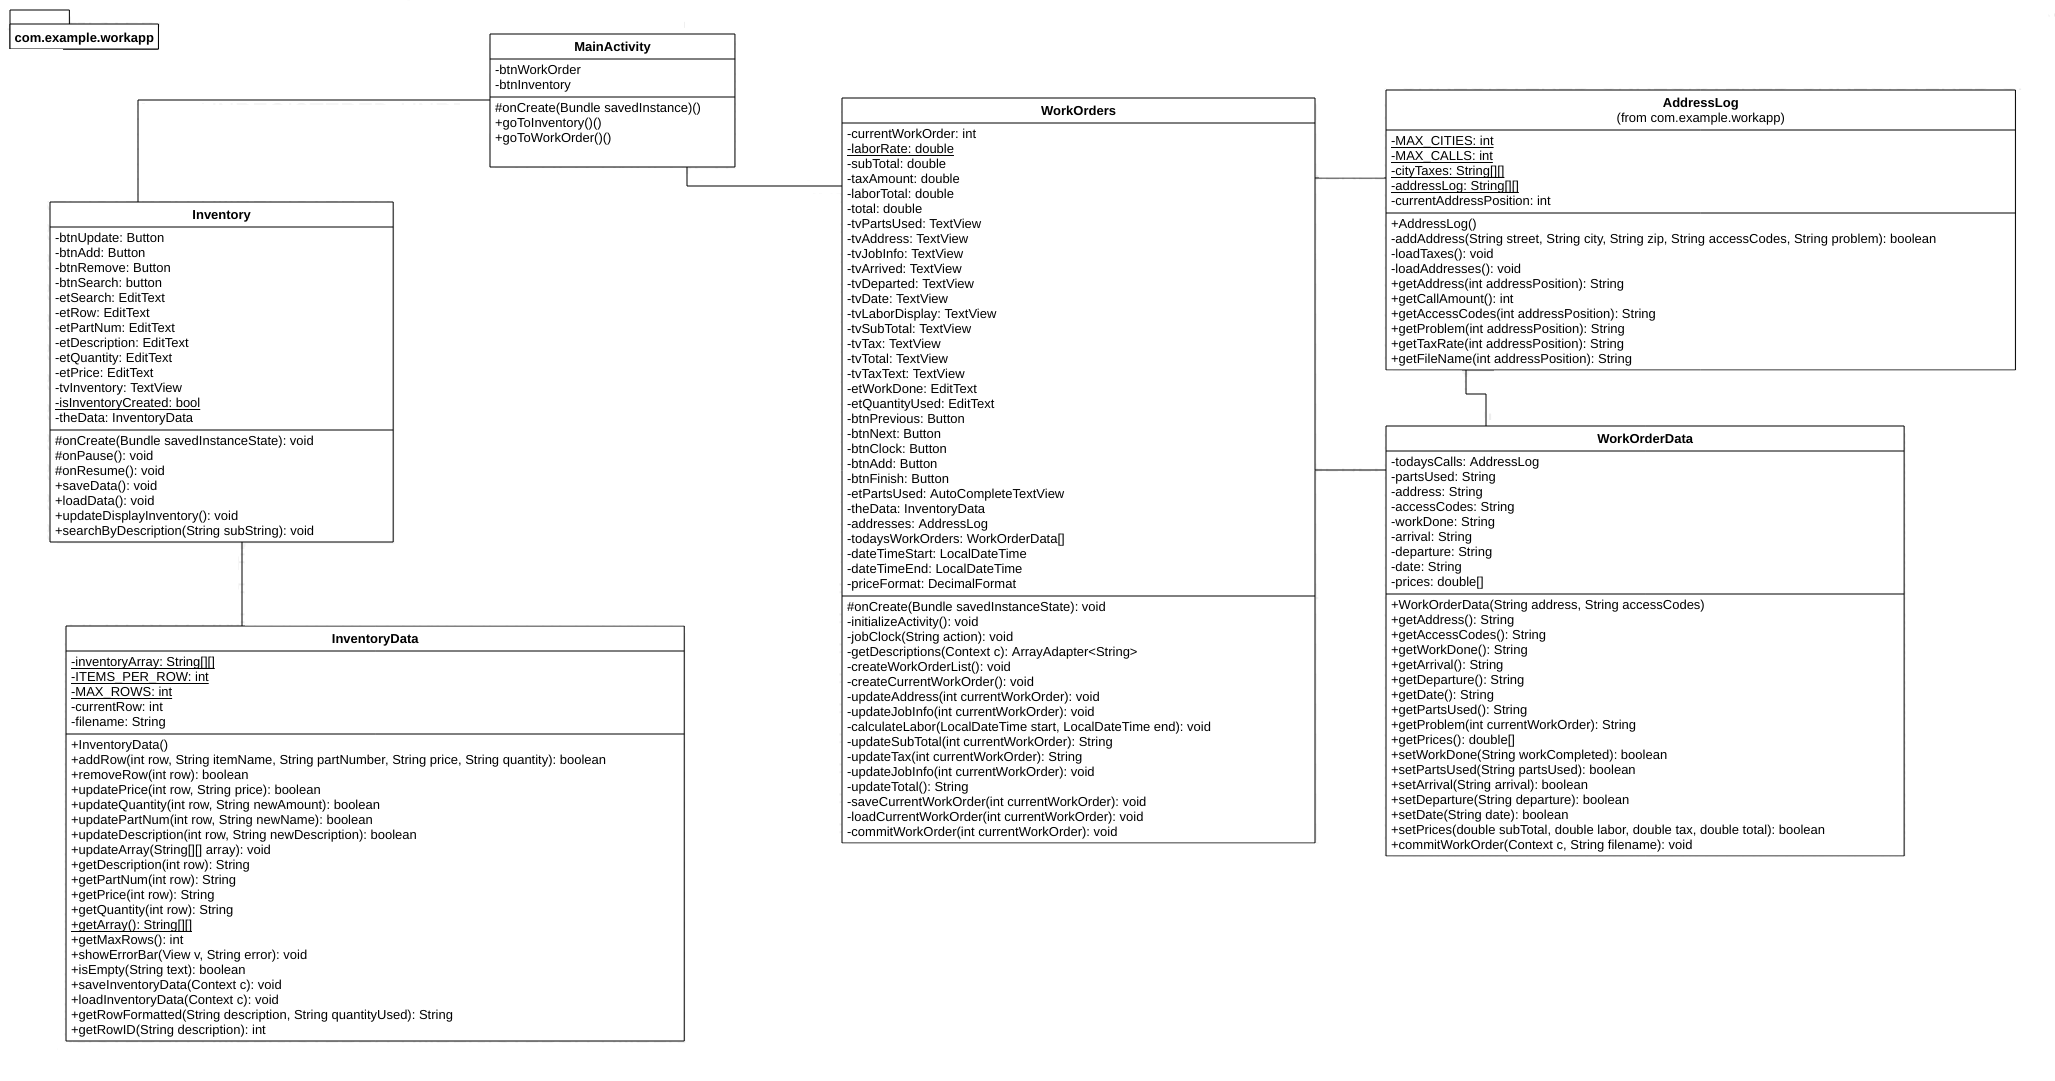 com.example.workapp
MainActivity
-btnWorkOrder
-btnInventory
#onCreate(Bundle savedInstance)()
+goToInventory()()
+goToWorkOrder()()
Inventory
-btnUpdate: Button
-btnAdd: Button
-btnRemove: Button
-btnSearch: button
-etSearch: EditText
-etRow: EditText
-etPartNum: EditText
-etDescription: EditText
-etQuantity: EditText
-etPrice: EditText
-tvInventory: TextView
-isInventoryCreated: bool
-theData: InventoryData
#onCreate(Bundle savedInstanceState): void
#onPause(): void
#onResume(): void
+saveData(): void
+loadData(): void
+updateDisplayInventory(): void
+searchByDescription(String subString): void
InventoryData
-inventoryArray: String[][]
-ITEMS_PER_ROW: int
-MAX_ROWS: int
-currentRow: int
-filename: String
+InventoryData()
+addRow(int row, String itemName, String partNumber, String price, String quantity): boolean
+removeRow(int row): boolean
+updatePrice(int row, String price): boolean
+updateQuantity(int row, String newAmount): boolean
+updatePartNum(int row, String newName): boolean
+updateDescription(int row, String newDescription): boolean
+updateArray(String[][] array): void
+getDescription(int row): String
+getPartNum(int row): String
+getPrice(int row): String
+getQuantity(int row): String
+getArray(): String[][]
+getMaxRows(): int
+showErrorBar(View v, String error): void
+isEmpty(String text): boolean
+saveInventoryData(Context c): void
+loadInventoryData(Context c): void
+getRowFormatted(String description, String quantityUsed): String
+getRowID(String description): int
WorkOrders
-currentWorkOrder: int
-laborRate: double
-subTotal: double
-taxAmount: double
-laborTotal: double
-total: double
-tvPartsUsed: TextView
-tvAddress: TextView
-tvJobInfo: TextView
-tvArrived: TextView
-tvDeparted: TextView
-tvDate: TextView
-tvLaborDisplay: TextView
-tvSubTotal: TextView
-tvTax: TextView
-tvTotal: TextView
-tvTaxText: TextView
-etWorkDone: EditText
-etQuantityUsed: EditText
-btnPrevious: Button
-btnNext: Button
-btnClock: Button
-btnAdd: Button
-btnFinish: Button
-etPartsUsed: AutoCompleteTextView
-theData: InventoryData
-addresses: AddressLog
-todaysWorkOrders: WorkOrderData[]
-dateTimeStart: LocalDateTime
-dateTimeEnd: LocalDateTime
-priceFormat: DecimalFormat
#onCreate(Bundle savedInstanceState): void
-initializeActivity(): void
-jobClock(String action): void
-getDescriptions(Context c): ArrayAdapter<String>
-createWorkOrderList(): void
-createCurrentWorkOrder(): void
-updateAddress(int currentWorkOrder): void
-updateJobInfo(int currentWorkOrder): void
-calculateLabor(LocalDateTime start, LocalDateTime end): void
-updateSubTotal(int currentWorkOrder): String
-updateTax(int currentWorkOrder): String
-updateJobInfo(int currentWorkOrder): void
-updateTotal(): String
-saveCurrentWorkOrder(int currentWorkOrder): void
-loadCurrentWorkOrder(int currentWorkOrder): void
-commitWorkOrder(int currentWorkOrder): void
AddressLog
(from com.example.workapp)
-MAX_CITIES: int
-MAX_CALLS: int
-cityTaxes: String[][]
-addressLog: String[][]
-currentAddressPosition: int
+AddressLog()
-addAddress(String street, String city, String zip, String accessCodes, String problem): boolean
-loadTaxes(): void
-loadAddresses(): void
+getAddress(int addressPosition): String
+getCallAmount(): int
+getAccessCodes(int addressPosition): String
+getProblem(int addressPosition): String
+getTaxRate(int addressPosition): String
+getFileName(int addressPosition): String
WorkOrderData
-todaysCalls: AddressLog
-partsUsed: String
-address: String
-accessCodes: String
-workDone: String
-arrival: String
-departure: String
-date: String
-prices: double[]
+WorkOrderData(String address, String accessCodes)
+getAddress(): String
+getAccessCodes(): String
+getWorkDone(): String
+getArrival(): String
+getDeparture(): String
+getDate(): String
+getPartsUsed(): String
+getProblem(int currentWorkOrder): String
+getPrices(): double[]
+setWorkDone(String workCompleted): boolean
+setPartsUsed(String partsUsed): boolean
+setArrival(String arrival): boolean
+setDeparture(String departure): boolean
+setDate(String date): boolean
+setPrices(double subTotal, double labor, double tax, double total): boolean
+commitWorkOrder(Context c, String filename): void